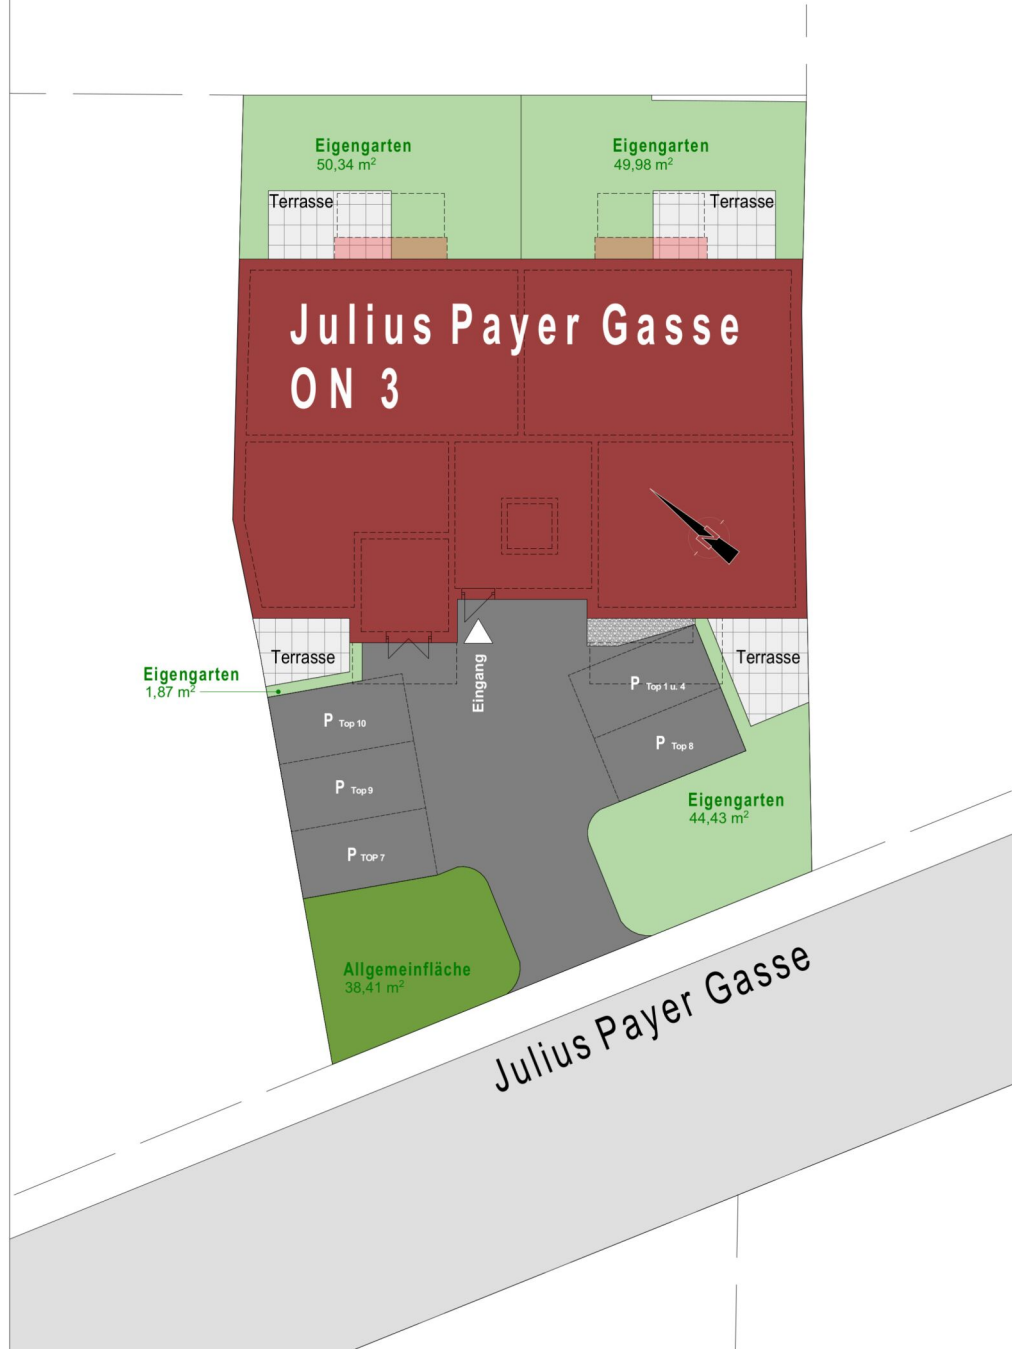 Eigengarten
50,34 m²
Eigengarten
49,98 m²
Terrasse
Terrasse
Julius Payer Gasse
ON 3
N
Terrasse
Eingang
Terrasse
Eigengarten
1,87 m²
P Top 1 u. 4
P Top 10
P Top 8
P Top 9
Eigengarten
44,43 m²
P TOP 7
Allgemeinfläche
38,41 m²
Julius Payer Gasse